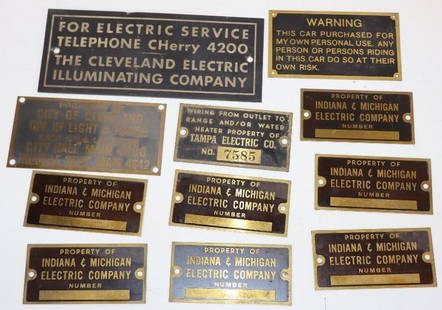 FOR ELECTRIC SERVICE
TELEPHONE CHerry 4200
THE CLEVELAND ELECTRIC
ILLUMINATING COMPANY
WARNING
THIS CAR PURCHASED FOR
MY OWN PERSONAL USE. ANY
PERSON OR PERSONS RIDING
IN THIS CAR DO SO AT THEIR
OWN RISK.
CITY OF
OF LIGHT
CITY HALL
WIRING FROM OUTLET TO
RANGE AND/OR WATER
HEATER PROPERTY OF
TAMPA ELECTRIC CO.
NO. 7585
PROPERTY OF
INDIANA & MICHIGAN
ELECTRIC COMPANY
NUMBER
PROPERTY OF
INDIANA & MICHIGAN
ELECTRIC COMPANY
NUMBER
PROPERTY OF
INDIANA & MICHIGAN
ELECTRIC COMPANY
NUMBER
PROPERTY OF
INDIANA & MICHIGAN
ELECTRIC COMPANY
NUMBER
PROPERTY OF
INDIANA & MICHIGAN
ELECTRIC COMPANY
NUMBER
PROPERTY OF
INDIANA & MICHIGAN
ELECTRIC COMPANY
NUMBER
PROPERTY OF
INDIANA & MICHIGAN
ELECTRIC COMPANY
NUMBER